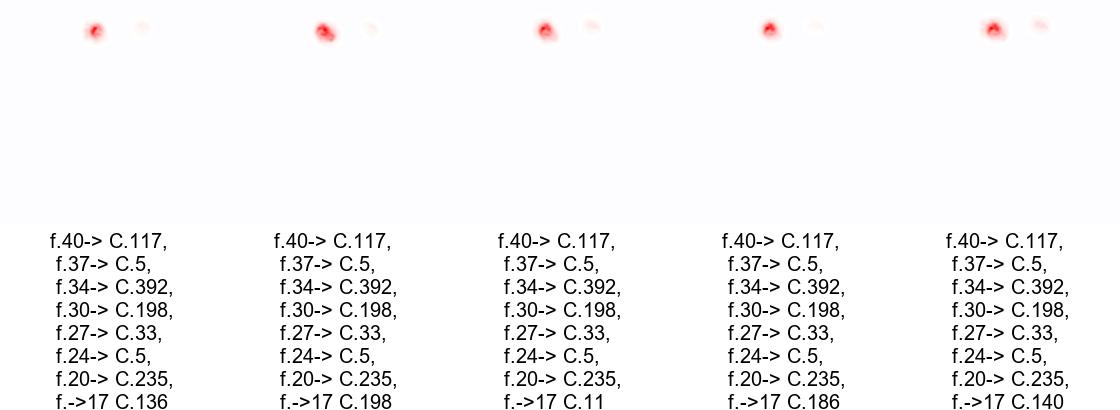 f.40-> C.117,
f.37-> C.5,
f.34-> C.392,
f.30-> C.198,
f.27-> C.33,
f.24-> C.5,
f.20-> C.235,
f.->17 C.136
f.40-> C.117,
f.37-> C.5,
f.34-> C.392,
f.30-> C.198,
f.27-> C.33,
f.24-> C.5,
f.20-> C.235,
f.->17 C.198
f.40-> C.117,
f.37-> C.5,
f.34-> C.392,
f.30-> C.198,
f.27-> C.33,
f.24-> C.5,
f.20-> C.235,
f.->17 C.11
f.40-> C.117,
f.37-> C.5,
f.34-> C.392,
f.30-> C.198,
f.27-> C.33,
f.24-> C.5,
f.20-> C.235,
f.->17 C.186
f.40-> C.117,
f.37-> C.5,
f.34-> C.392,
f.30-> C.198,
f.27-> C.33,
f.24-> C.5,
f.20-> C.235,
f.->17 C.140